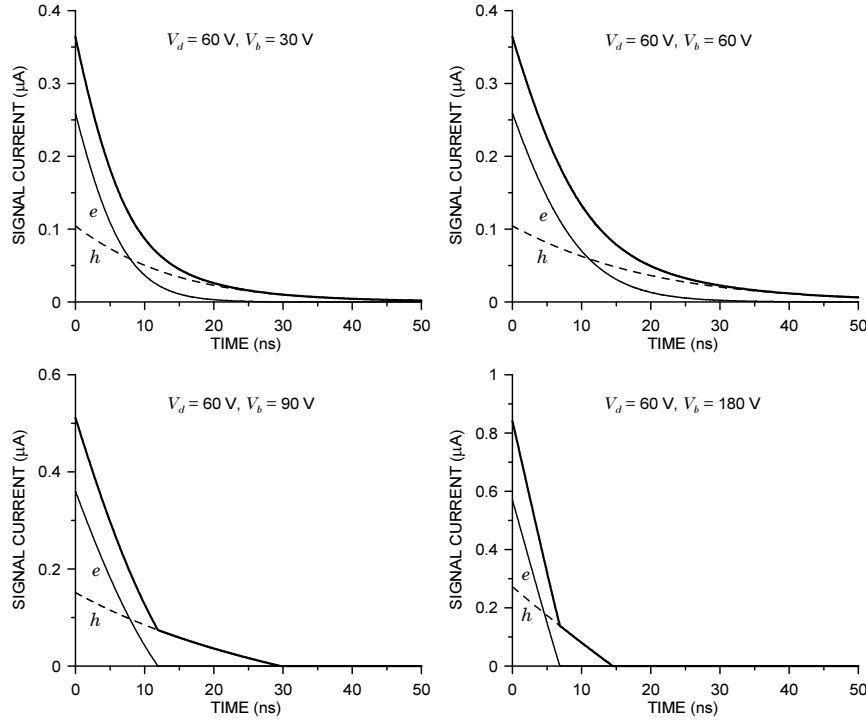 V_d = 60 V, V_b = 30 V
SIGNAL CURRENT (µA)
0.4
0.3
0.2
0.1
0
e
h
0 10 20 30 40 50
TIME (ns)
V_d = 60 V, V_b = 60 V
SIGNAL CURRENT (µA)
0.4
0.3
0.2
0.1
0
e
h
0 10 20 30 40 50
TIME (ns)
V_d = 60 V, V_b = 90 V
SIGNAL CURRENT (µA)
0.6
0.4
0.2
0
e
h
0 10 20 30 40 50
TIME (ns)
V_d = 60 V, V_b = 180 V
SIGNAL CURRENT (µA)
1
0.8
0.6
0.4
0.2
0
e
h
0 10 20 30 40 50
TIME (ns)